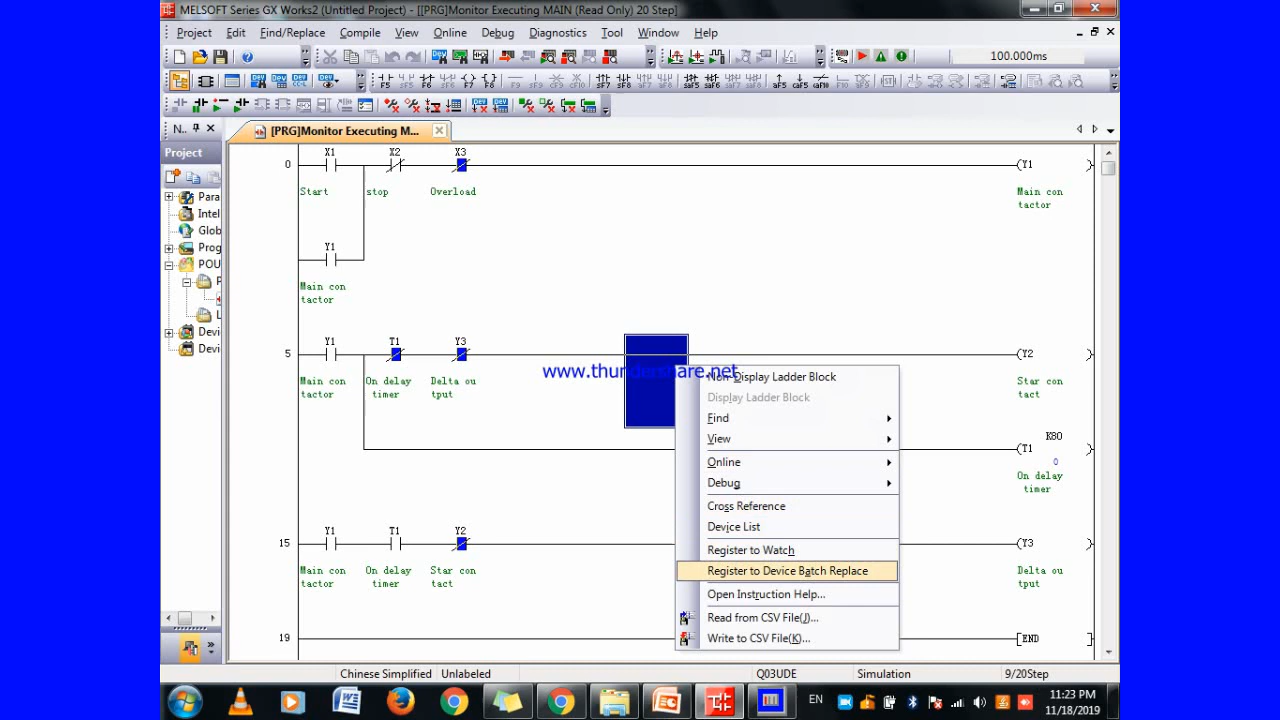 MELSOFT Series GX Works2 (Untitled Project) - [[PRG]Monitor Executing MAIN (Read Only) 20 Step]
Project Edit Find/Replace Compile View Online Debug Diagnostics Tool Window Help
100.000ms
N..
[PRG]Monitor Executing M...
Project
Para
Intel
Glob
Prog
POU
P
L
Devi
Devi
0 X1 X2 X3 Y1
Start stop Overload Main con
tactor
Y1
Main con
tactor
5 Y1 T1 Y3 Y2
Main con On delay Delta ou Star con
tactor timer tput tact
K80
T1
0
On delay
timer
15 Y1 T1 Y2 Y3
Main con On delay Star con Delta ou
tactor timer tact tput
19 END
www.thundershare.net
Non-Display Ladder Block
Display Ladder Block
Find
View
Online
Debug
Cross Reference
Device List
Register to Watch
Register to Device Batch Replace
Open Instruction Help...
Read from CSV File(J)...
Write to CSV File(K)...
Chinese Simplified Unlabeled Q03UDE Simulation 9/20Step
EN
11:23 PM
11/18/2019